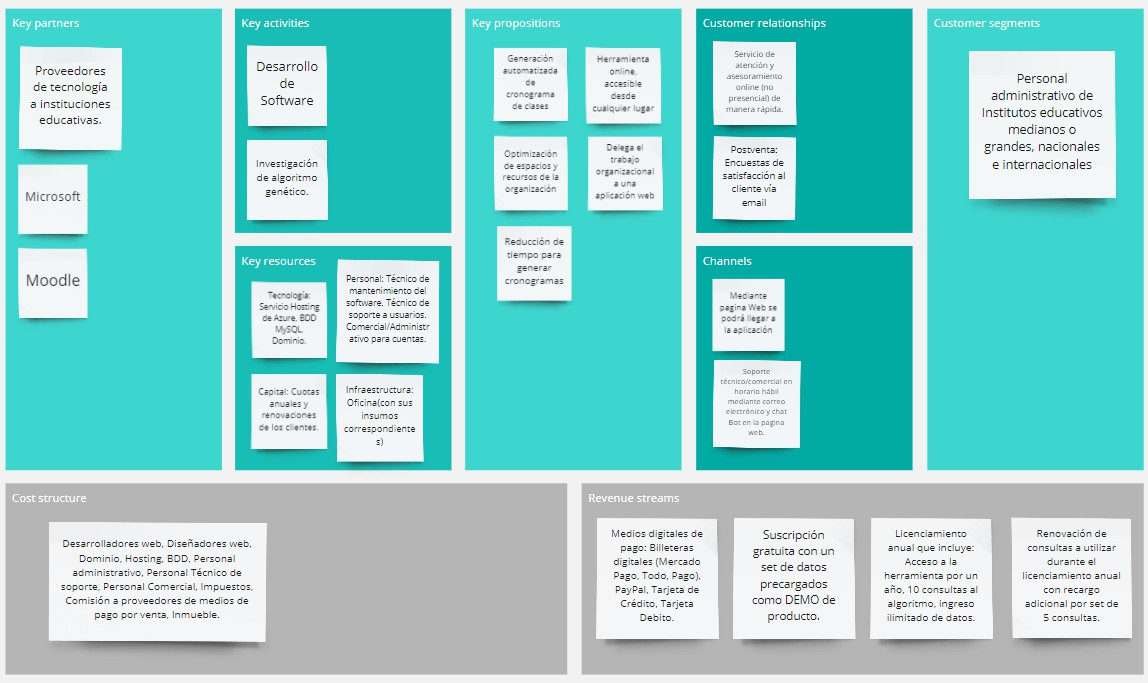 Key partners
Proveedores
de tecnología
a instituciones
educativas.
Microsoft
Moodle
Key activities
Desarrollo
de
Software
Investigación
de algoritmo
genético.
Key resources
Tecnología:
Servicio Hosting
de Azure, BDD
MySQL,
Dominio.
Personal: Técnico de
mantenimiento del
software. Técnico de
soporte a usuarios.
Comercial/Administr
ativo para cuentas.
Capital: Cuotas
anuales y
renovaciones
de los clientes.
Infraestructura:
Oficina(con sus
insumos
correspondiente
s)
Key propositions
Generación
automatizada
de
cronograma
de clases
Herramienta
online,
accesible
desde
cualquier lugar
Optimización
de espacios y
recursos de la
organización
Delega el
trabajo
organizacional
a una
aplicación web
Reducción de
tiempo para
generar
cronogramas
Customer relationships
Servicio de
atención y
asesoramiento
online (no
presencial) de
manera rápida.
Postventa:
Encuestas de
satisfacción al
cliente vía
email
Channels
Mediante
pagina Web se
podrá llegar a
la aplicación
Soporte
técnico/comercial en
horario hábil
mediante correo
electrónico y chat
Bot en la pagina
web.
Customer segments
Personal
administrativo de
Institutos educativos
medianos o
grandes, nacionales
e internacionales
Cost structure
Desarrolladores web, Diseñadores web,
Dominio, Hosting, BDD, Personal
administrativo, Personal Técnico de
soporte, Personal Comercial, Impuestos,
Comisión a proveedores de medios de
pago por venta, Inmueble.
Revenue streams
Medios digitales de
pago: Billeteras
digitales (Mercado
Pago, Todo, Pago),
PayPal, Tarjeta de
Crédito, Tarjeta
Debito.
Suscripción
gratuita con un
set de datos
precargados
como DEMO de
producto.
Licenciamiento
anual que incluye:
Acceso a la
herramienta por un
año, 10 consultas al
algoritmo, ingreso
ilimitado de datos.
Renovación de
consultas a utilizar
durante el
licenciamiento anual
con recargo
adicional por set de
5 consultas.